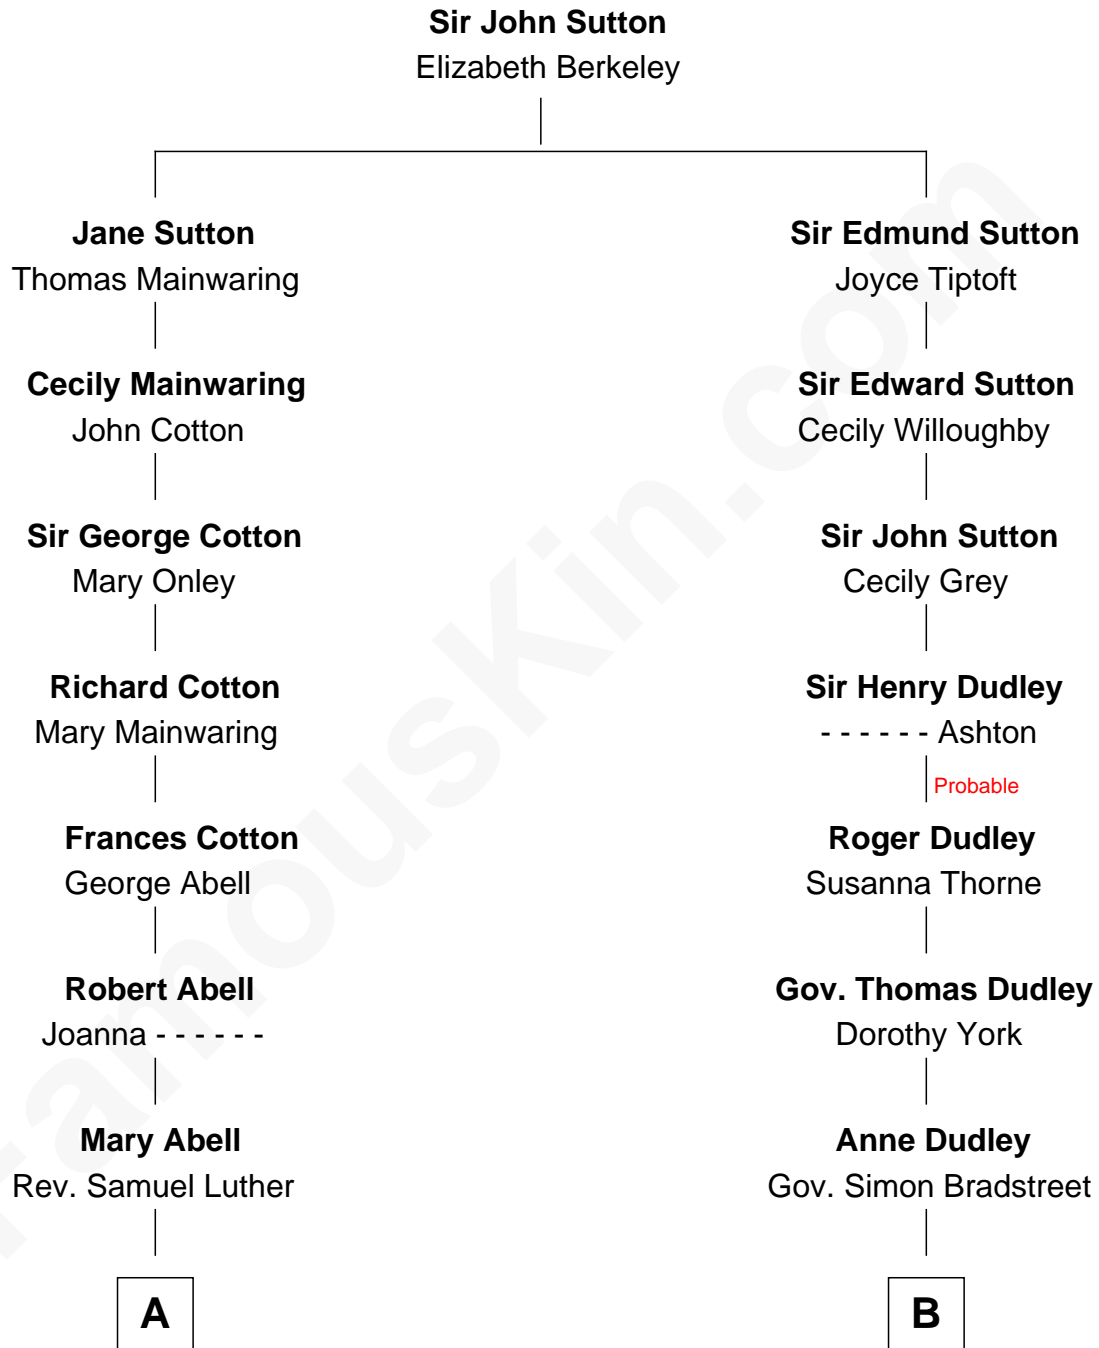 Sir John Sutton
Elizabeth Berkeley
Jane Sutton
Thomas Mainwaring
Sir Edmund Sutton
Joyce Tiptoft
Cecily Mainwaring
John Cotton
Sir Edward Sutton
Cecily Willoughby
Sir George Cotton
Mary Onley
Sir John Sutton
Cecily Grey
Richard Cotton
Mary Mainwaring
Sir Henry Dudley
- - - - - - Ashton
Probable
Frances Cotton
George Abell
Roger Dudley
Susanna Thorne
Robert Abell
Joanna - - - - - -
Gov. Thomas Dudley
Dorothy York
Mary Abell
Rev. Samuel Luther
Anne Dudley
Gov. Simon Bradstreet
A
B
FamousKin.com